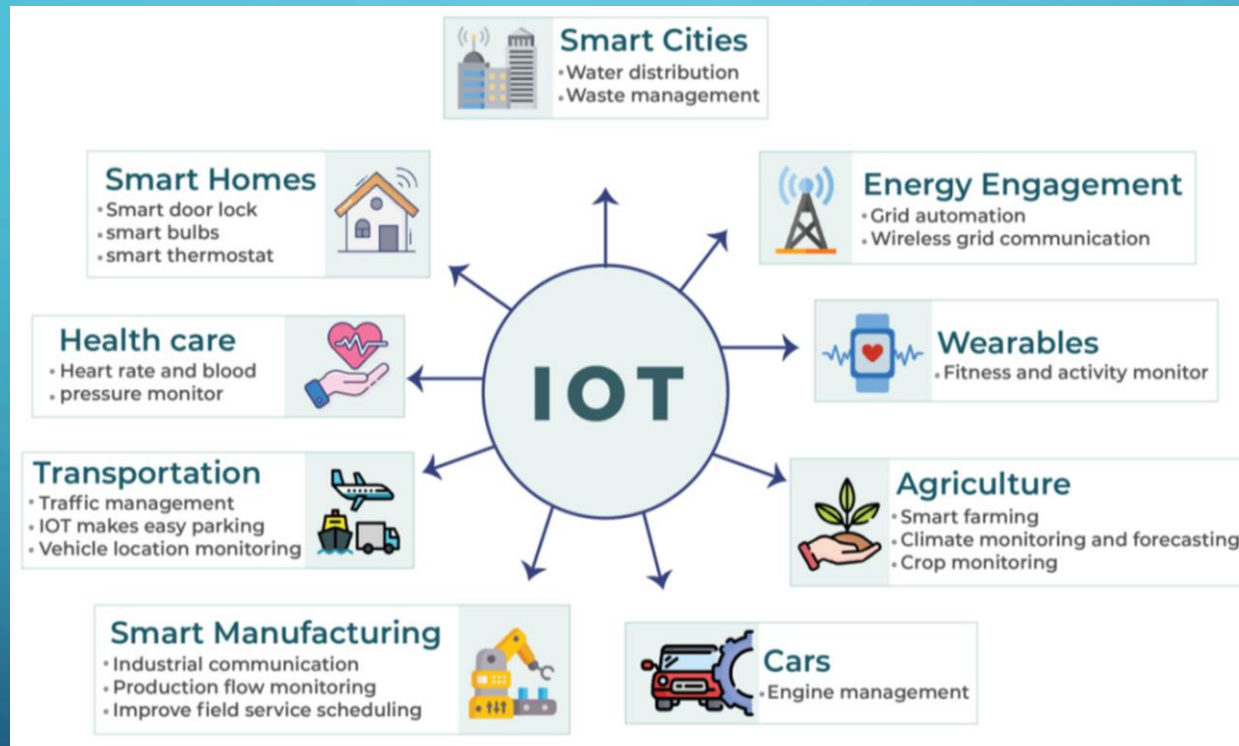 Smart Cities
• Water distribution
• Waste management
Smart Homes
• Smart door lock
• smart bulbs
• smart thermostat
Energy Engagement
• Grid automation
• Wireless grid communication
Health care
• Heart rate and blood
• pressure monitor
IOT
Wearables
• Fitness and activity monitor
Transportation
• Traffic management
• IOT makes easy parking
• Vehicle location monitoring
Agriculture
• Smart farming
• Climate monitoring and forecasting
• Crop monitoring
Smart Manufacturing
• Industrial communication
• Production flow monitoring
• Improve field service scheduling
Cars
• Engine management